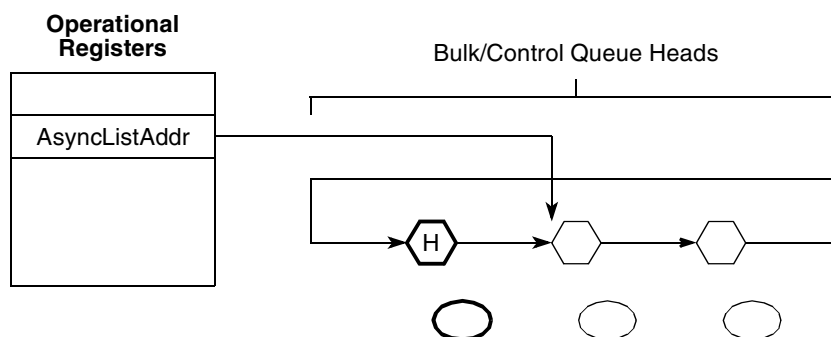 Operational
Registers
Bulk/Control Queue Heads
AsyncListAddr
H